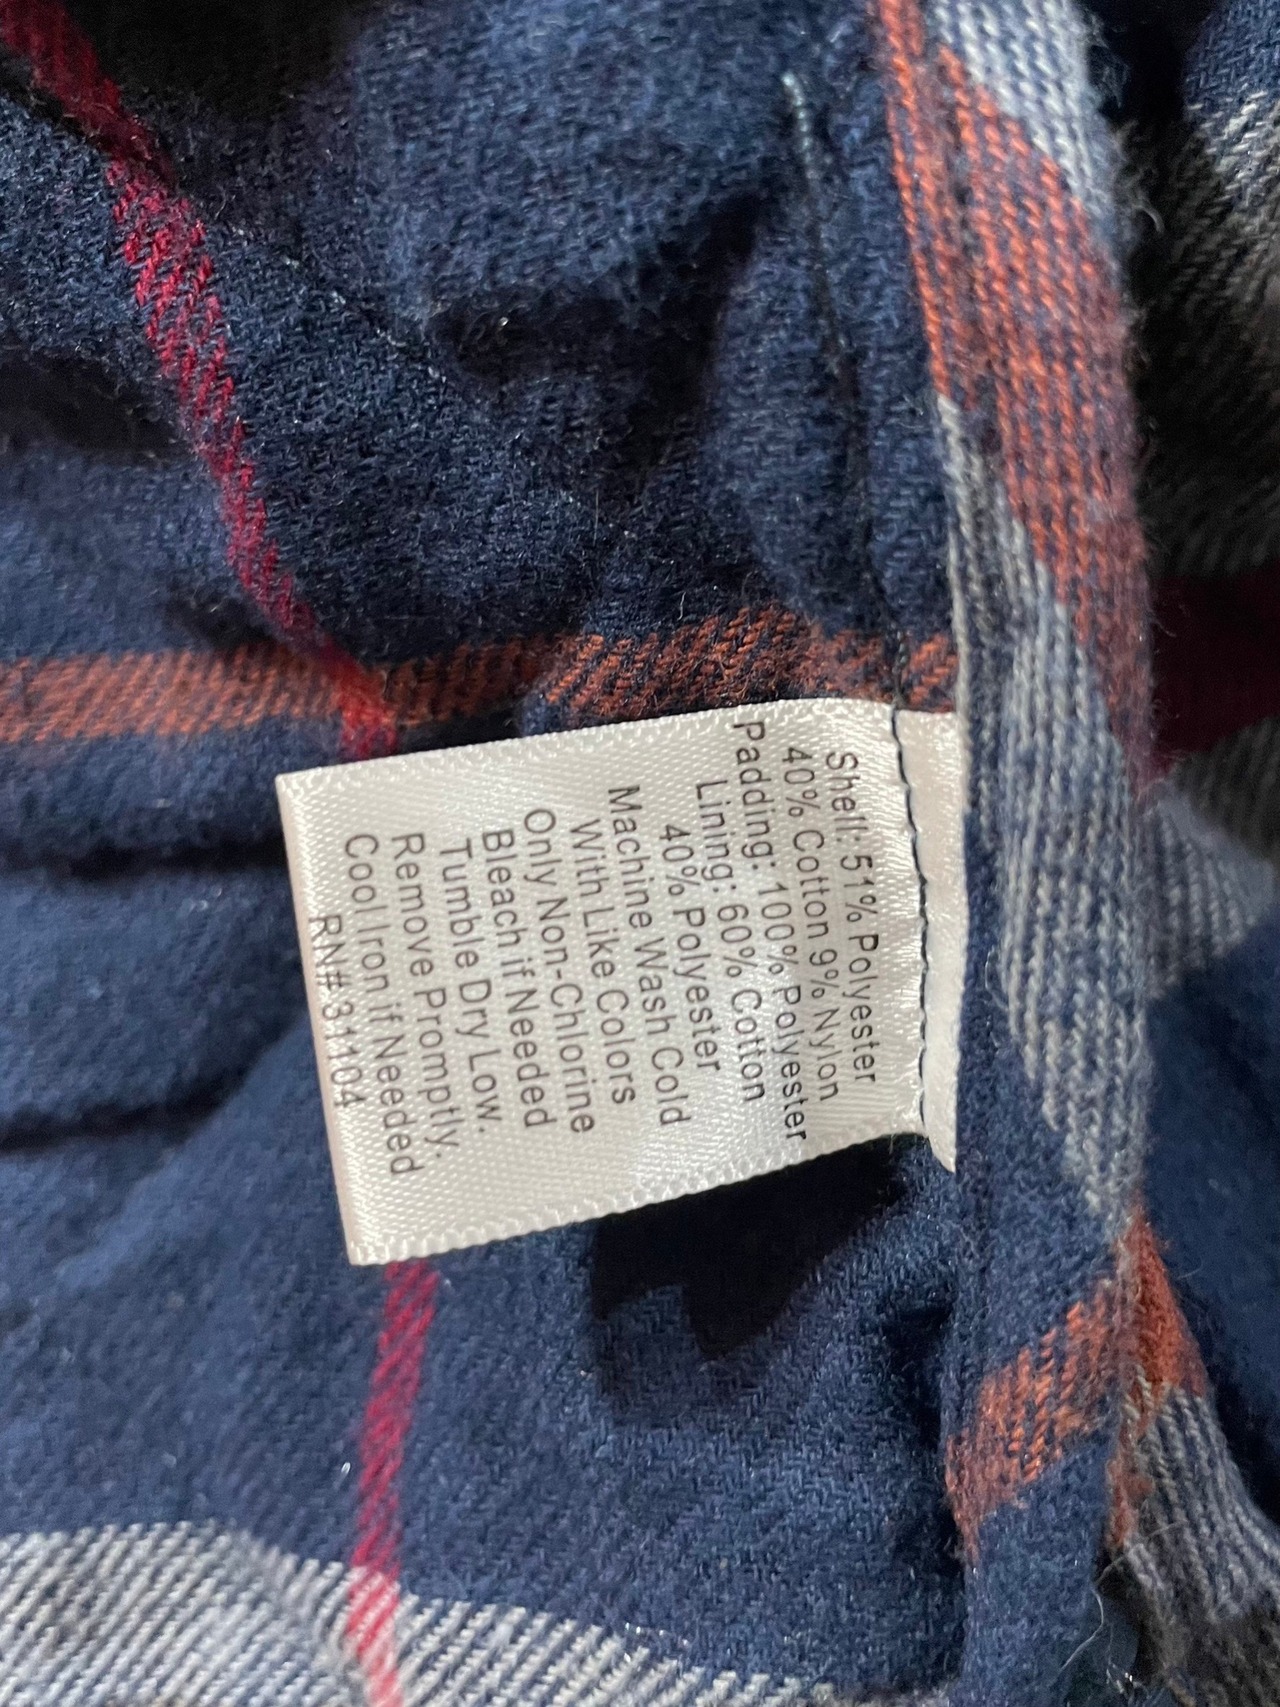 Shell: 51% Polyester
40% Cotton 9% Nylon
Padding: 100% Polyester
Lining: 60% Cotton
40% Polyester
Machine Wash Cold
With Like Colors
Only Non-Chlorine
Bleach if Needed
Tumble Dry Low.
Remove Promptly.
Cool Iron if Needed
RN# 31104